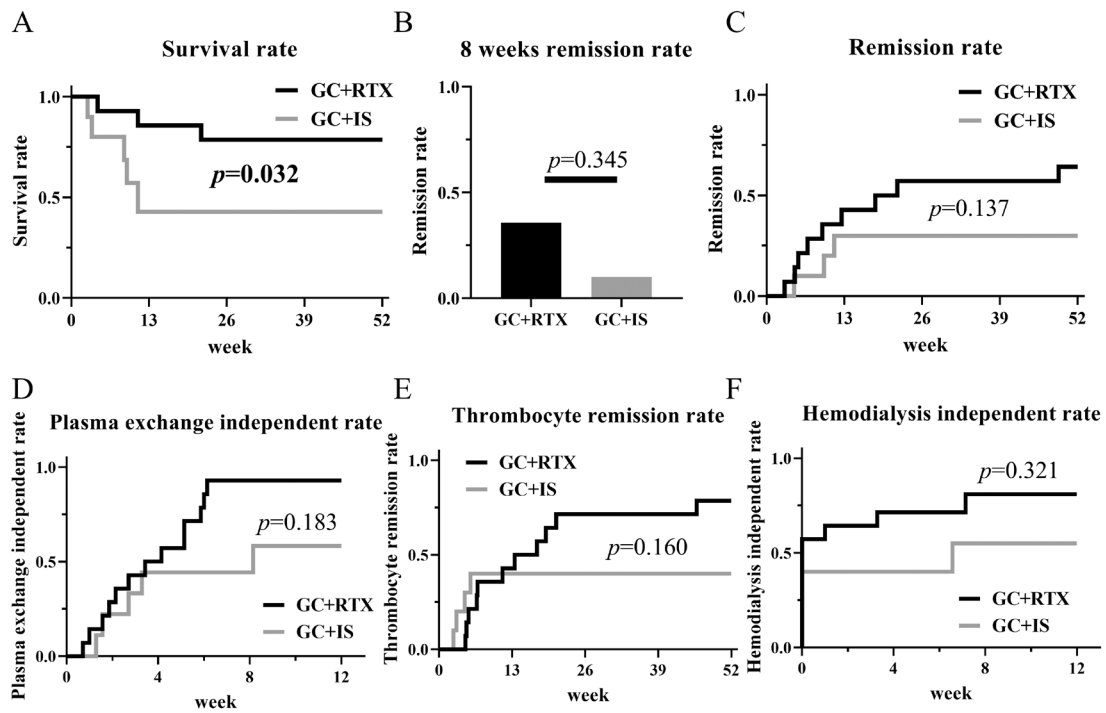 A
Survival rate
Survival rate
1.0
0.5
0.0
0
13
26
39
52
week
GC+RTX
GC+IS
p=0.032
B
8 weeks remission rate
Remission rate
1.0
0.5
0.0
p=0.345
GC+RTX
GC+IS
C
Remission rate
Remission rate
1.0
0.5
0.0
0
13
26
39
52
week
GC+RTX
GC+IS
p=0.137
D
Plasma exchange independent rate
Plasma exchange independent rate
1.0
0.5
0.0
0
4
8
12
week
p=0.183
GC+RTX
GC+IS
E
Thrombocyte remission rate
Thrombocyte remission rate
1.0
0.5
0.0
0
13
26
39
52
week
GC+RTX
GC+IS
p=0.160
F
Hemodialysis independent rate
Hemodialysis independent rate
1.0
0.5
0.0
0
4
8
12
week
p=0.321
GC+RTX
GC+IS